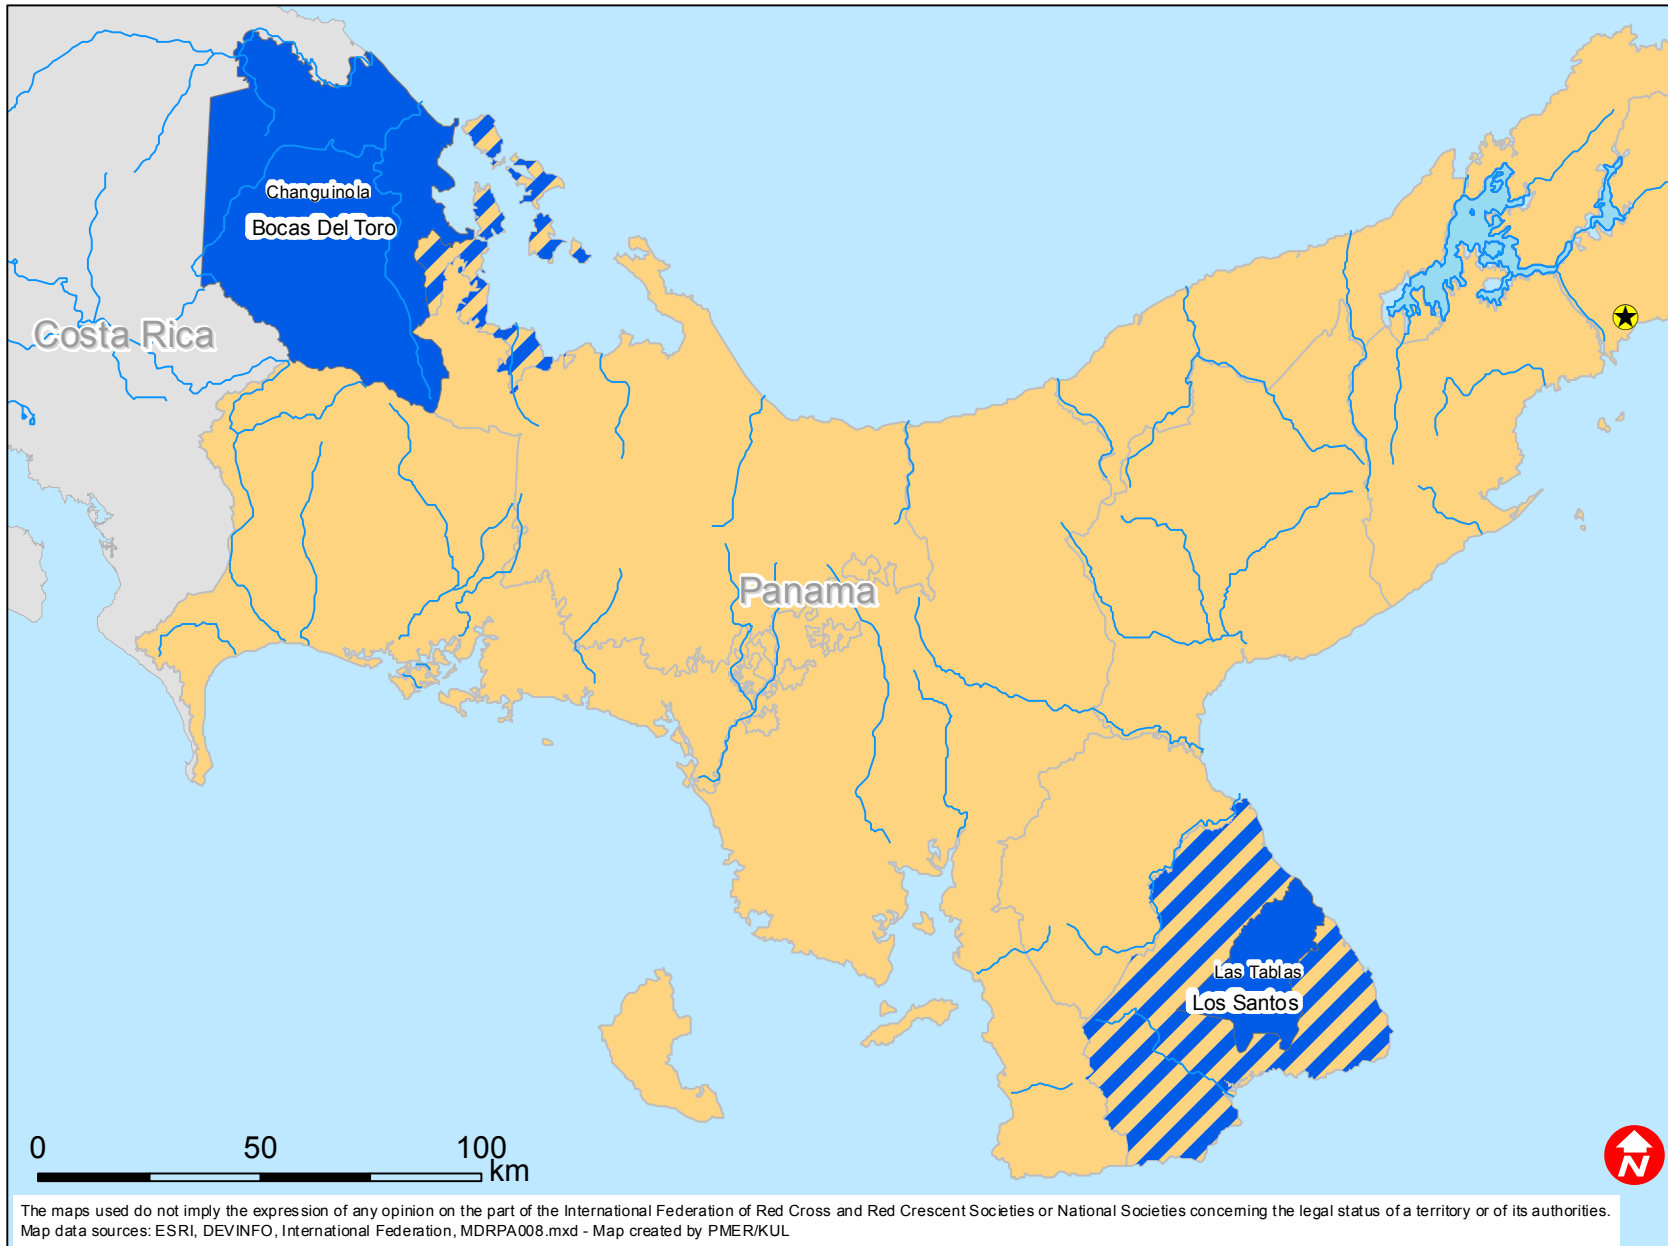 Changuinola
Bocas Del Toro
Costa Rica
Panama
Las Tablas
Los Santos
0 50 100
km
N
The maps used do not imply the expression of any opinion on the part of the International Federation of Red Cross and Red Crescent Societies or National Societies concerning the legal status of a territory or of its authorities.
Map data sources: ESRI, DEVINFO, International Federation, MDRPA008.mxd - Map created by PMER/KUL